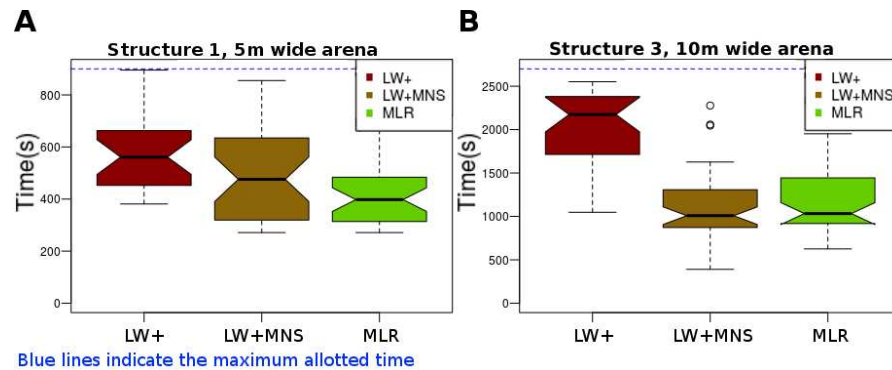 A
Structure 1, 5m wide arena
Time(s)
800
600
400
200
0
LW+
LW+MNS
MLR
LW+
LW+MNS
MLR
B
Structure 3, 10m wide arena
Time(s)
2500
2000
1500
1000
500
0
LW+
LW+MNS
MLR
LW+
LW+MNS
MLR
Blue lines indicate the maximum allotted time